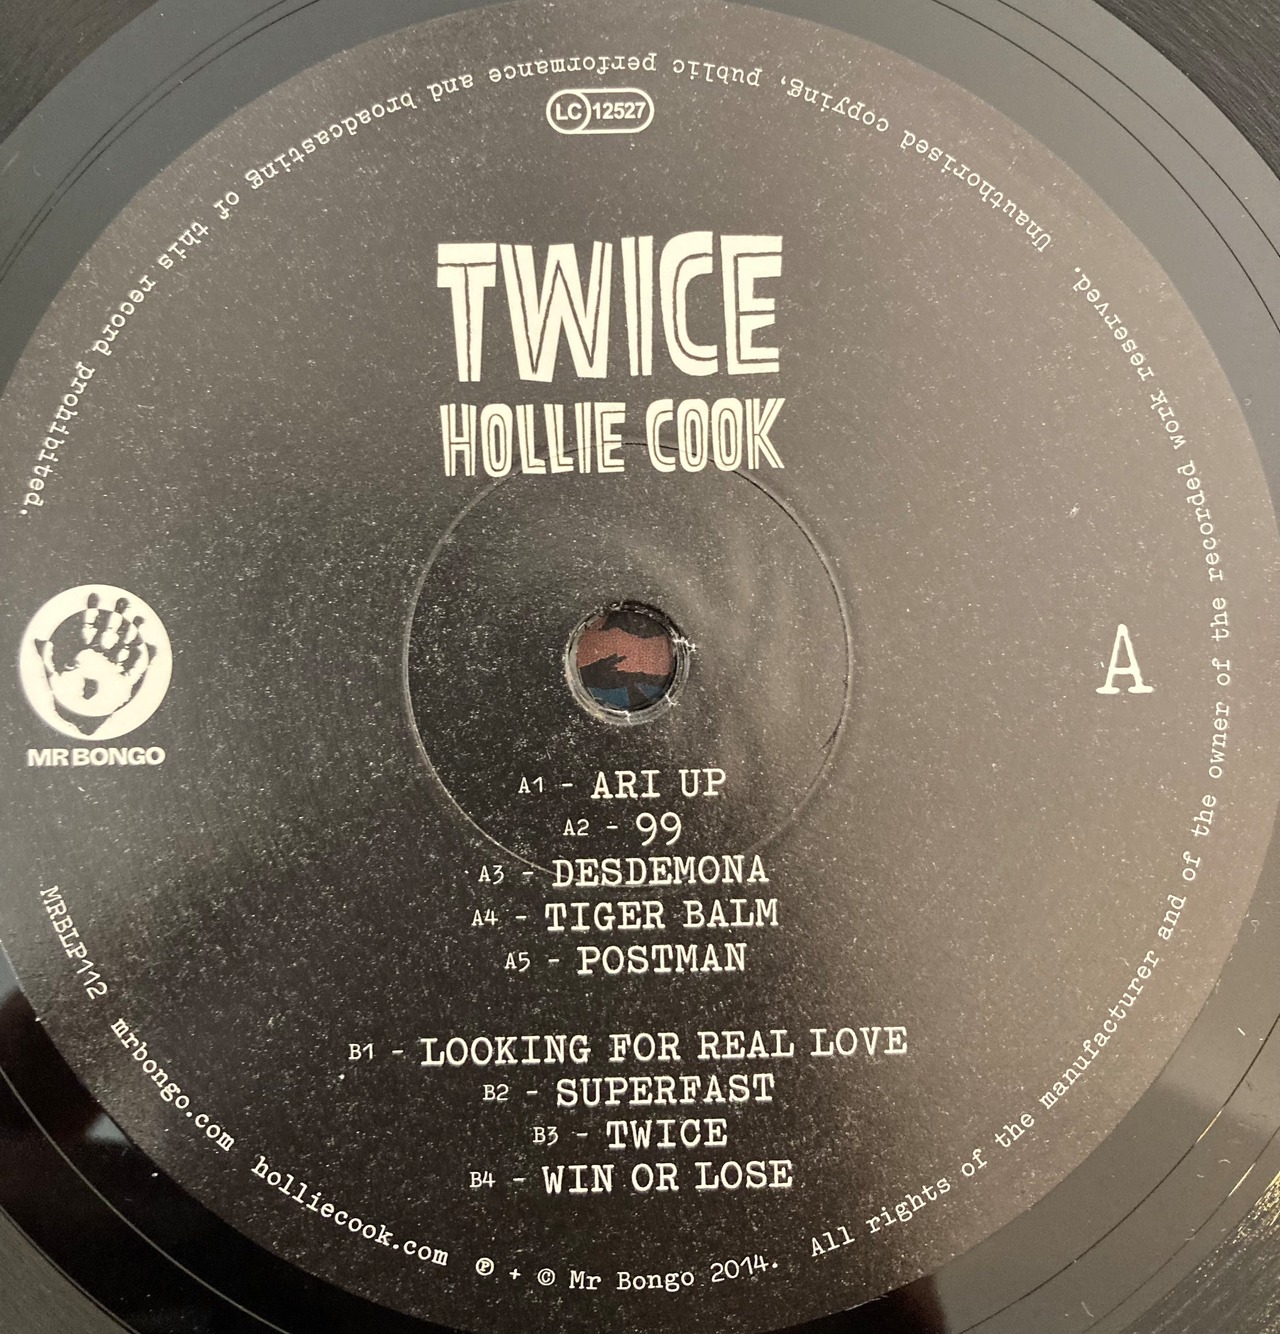 LC 12527
TWICE
HOLLIE COOK
MR BONGO
A
A1 - ARI UP
A2 - 99
A3 - DESDEMONA
A4 - TIGER BALM
A5 - POSTMAN
B1 - LOOKING FOR REAL LOVE
B2 - SUPERFAST
B3 - TWICE
B4 - WIN OR LOSE
MRBLP112 mrbongo.com holliecook.com ℗ + © Mr Bongo 2014. All rights of the manufacturer and of the owner of the recorded work reserved. Unauthorised copying, public performance and broadcasting of this record prohibited.